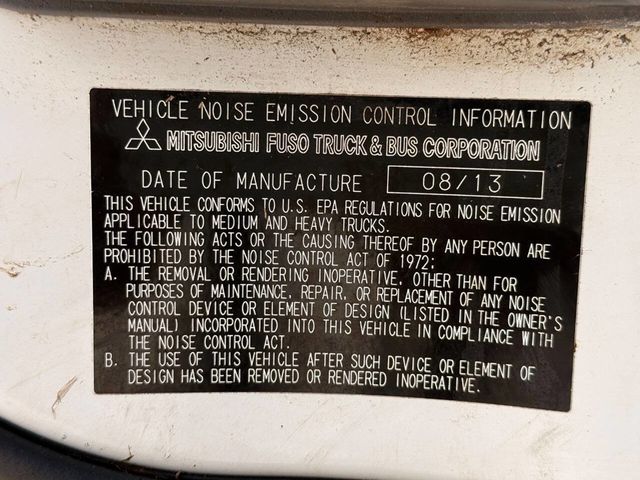 VEHICLE NOISE EMISSION CONTROL INFORMATION
MITSUBISHI FUSO TRUCK & BUS CORPORATION
DATE OF MANUFACTURE 08/13
THIS VEHICLE CONFORMS TO U.S. EPA REGULATIONS FOR NOISE EMISSION
APPLICABLE TO MEDIUM AND HEAVY TRUCKS.
THE FOLLOWING ACTS OR THE CAUSING THEREOF BY ANY PERSON ARE
PROHIBITED BY THE NOISE CONTROL ACT OF 1972:
A. THE REMOVAL OR RENDERING INOPERATIVE, OTHER THAN FOR
PURPOSES OF MAINTENANCE, REPAIR, OR REPLACEMENT OF ANY NOISE
CONTROL DEVICE OR ELEMENT OF DESIGN (LISTED IN THE OWNER'S
MANUAL) INCORPORATED INTO THIS VEHICLE IN COMPLIANCE WITH
THE NOISE CONTROL ACT.
B. THE USE OF THIS VEHICLE AFTER SUCH DEVICE OR ELEMENT OF
DESIGN HAS BEEN REMOVED OR RENDERED INOPERATIVE.